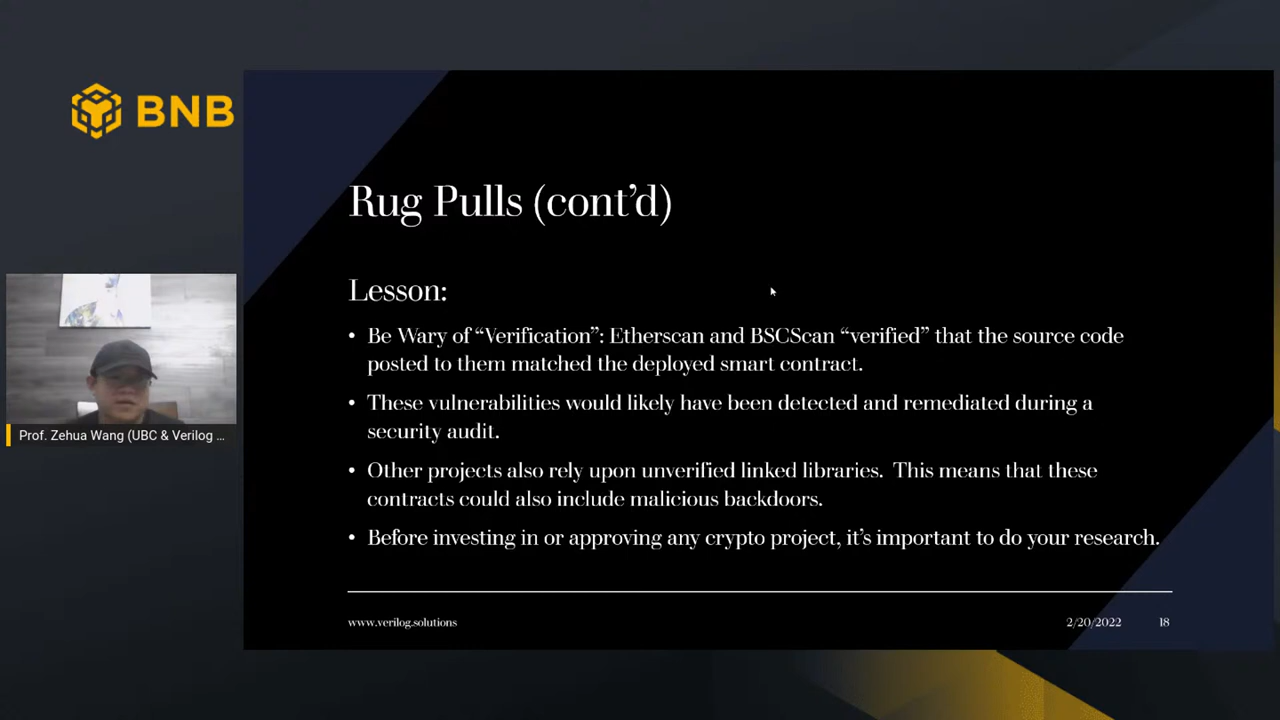 BNB
Rug Pulls (cont’d)
Lesson:
• Be Wary of “Verification”: Etherscan and BSCScan “verified” that the source code
posted to them matched the deployed smart contract.
• These vulnerabilities would likely have been detected and remediated during a
security audit.
• Other projects also rely upon unverified linked libraries.  This means that these
contracts could also include malicious backdoors.
• Before investing in or approving any crypto project, it’s important to do your research.
Prof. Zehua Wang (UBC & Verilog ...
www.verilog.solutions
2/20/2022
18